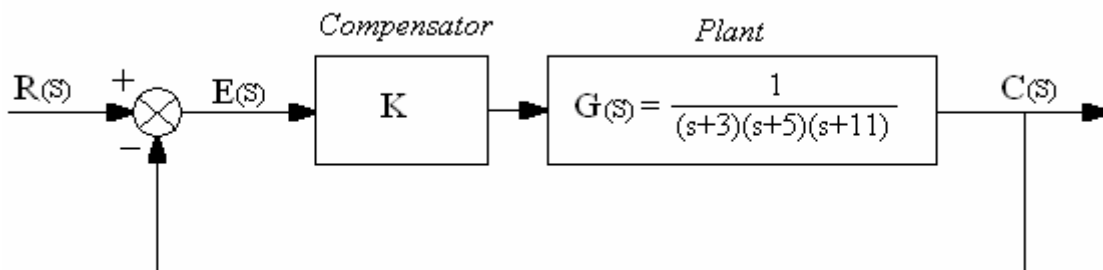 Compensator
Plant
R(S)
+
−
E(S)
K
G(S) = 1
(s+3)(s+5)(s+11)
C(S)